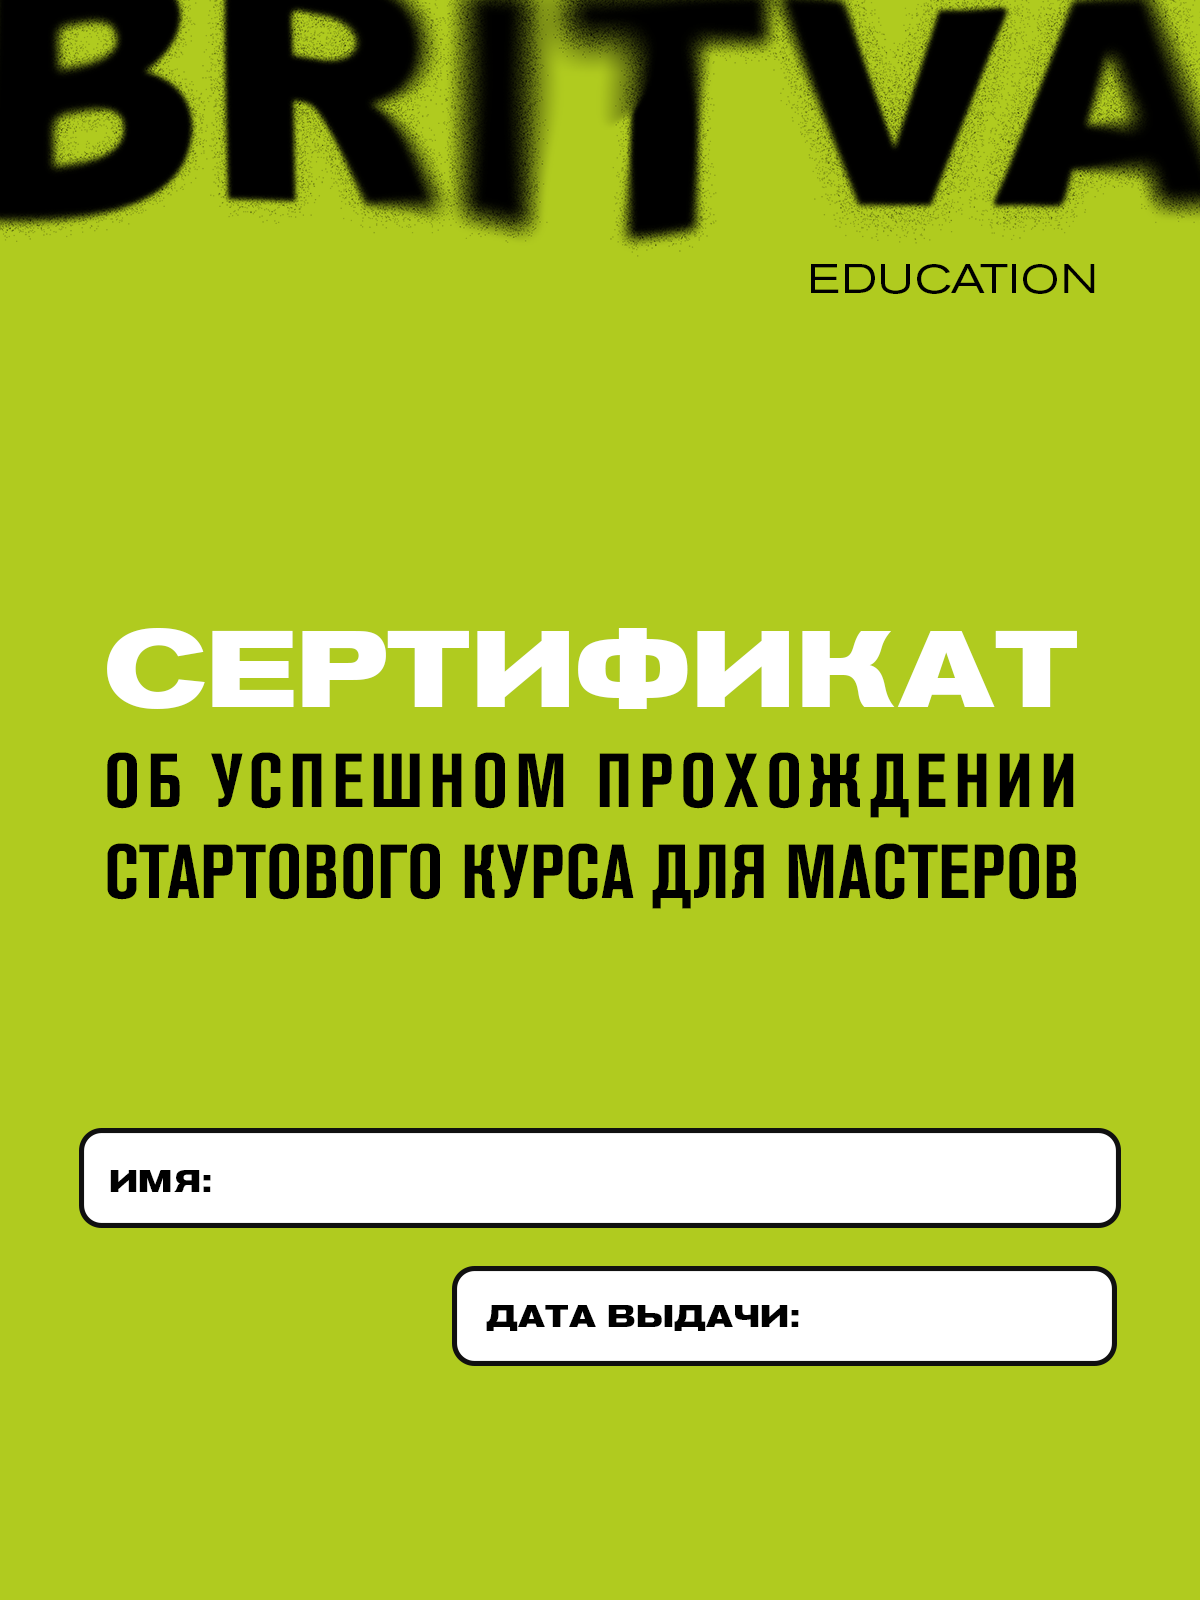 BRITVA
EDUCATION
СЕРТИФИКАТ
ОБ УСПЕШНОМ ПРОХОЖДЕНИИ
СТАРТОВОГО КУРСА ДЛЯ МАСТЕРОВ
ИМЯ:
ДАТА ВЫДАЧИ: